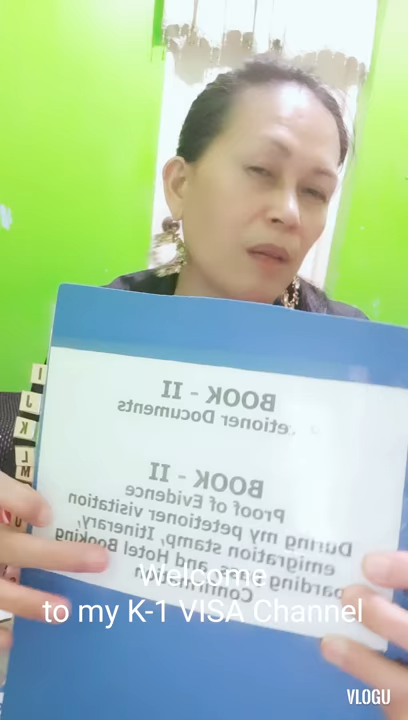 BOOK - II
etioner Documents
BOOK - II
Proof of Evidence
During my petetioner visitation
emigration stamp, Itinerary,
and Hotel Booking
Welcome
to my K-1 VISA Channel
I
J
K
L
M
VLOGU